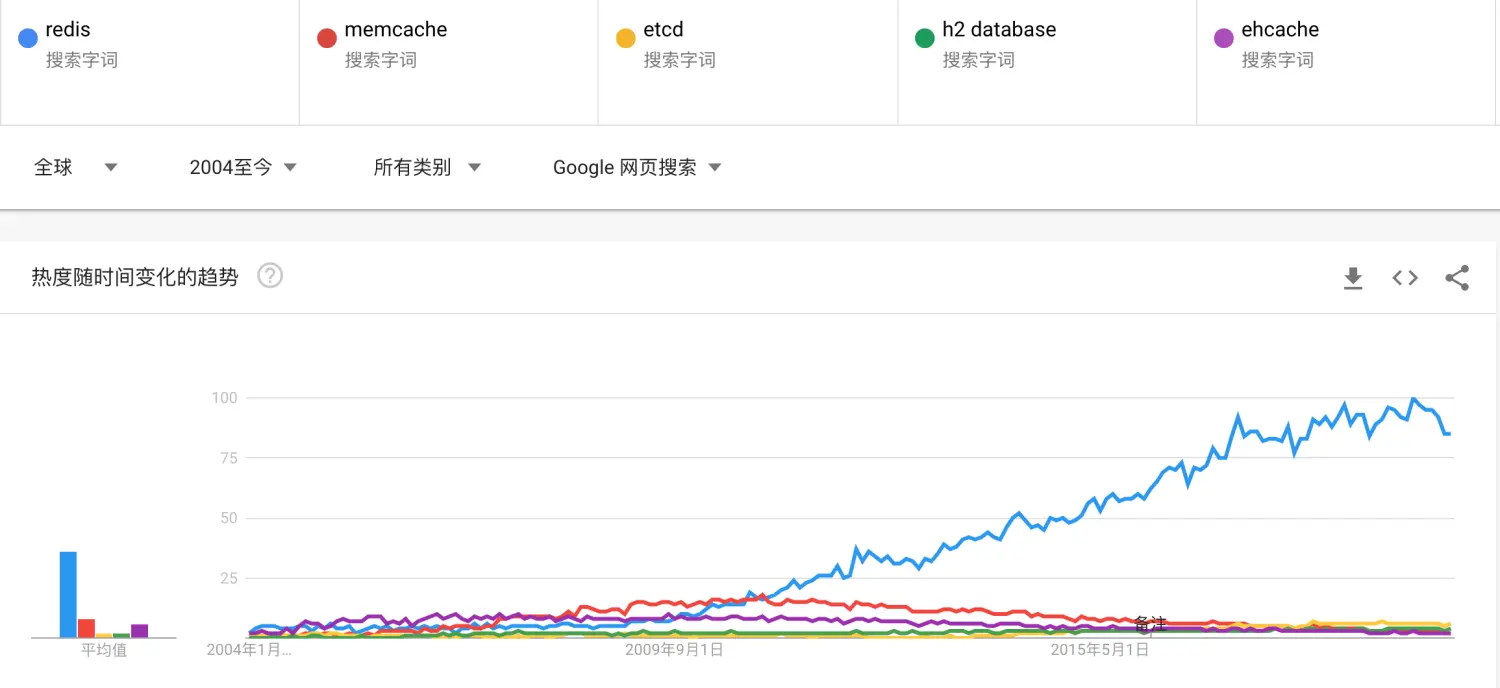 redis
搜索字词
memcache
搜索字词
etcd
搜索字词
h2 database
搜索字词
ehcache
搜索字词
全球
2004至今
所有类别
Google 网页搜索
热度随时间变化的趋势
?
100
75
50
25
备注
平均值
2004年1月…
2009年9月1日
2015年5月1日